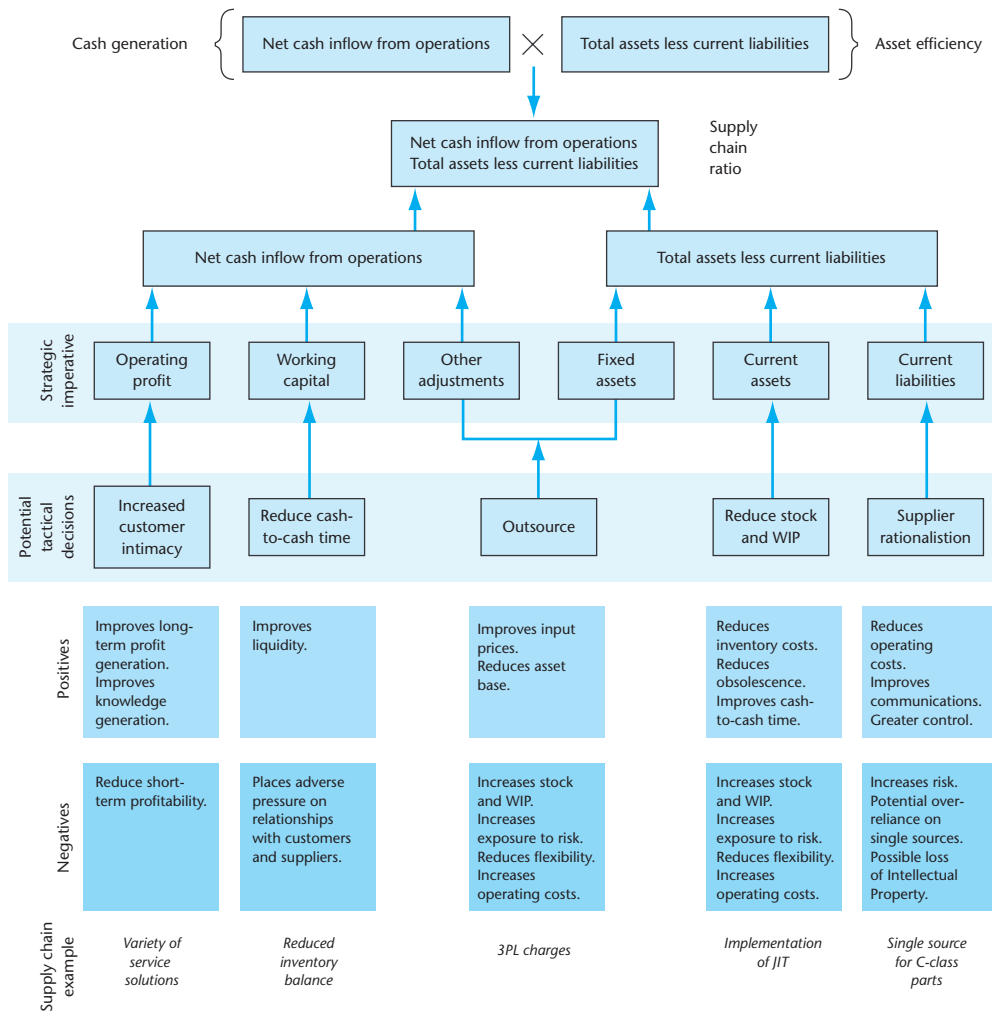 Cash generation
Net cash inflow from operations
×
Total assets less current liabilities
Asset efficiency
Net cash inflow from operations
Total assets less current liabilities
Supply
chain
ratio
Net cash inflow from operations
Total assets less current liabilities
Strategic
imperative
Operating
profit
Working
capital
Other
adjustments
Fixed
assets
Current
assets
Current
liabilities
Potential
tactical
decisions
Increased
customer
intimacy
Reduce cash-
to-cash time
Outsource
Reduce stock
and WIP
Supplier
rationalistion
Positives
Improves long-
term profit
generation.
Improves
knowledge
generation.
Improves
liquidity.
Improves input
prices.
Reduces asset
base.
Reduces
inventory costs.
Reduces
obsolescence.
Improves cash-
to-cash time.
Reduces
operating
costs.
Improves
communications.
Greater control.
Negatives
Reduce short-
term profitability.
Places adverse
pressure on
relationships
with customers
and suppliers.
Increases stock
and WIP.
Increases
exposure to risk.
Reduces flexibility.
Increases
operating costs.
Increases stock
and WIP.
Increases
exposure to risk.
Reduces flexibility.
Increases
operating costs.
Increases risk.
Potential over-
reliance on
single sources.
Possible loss
of Intellectual
Property.
Supply chain
example
Variety of
service
solutions
Reduced
inventory
balance
3PL charges
Implementation
of JIT
Single source
for C-class
parts